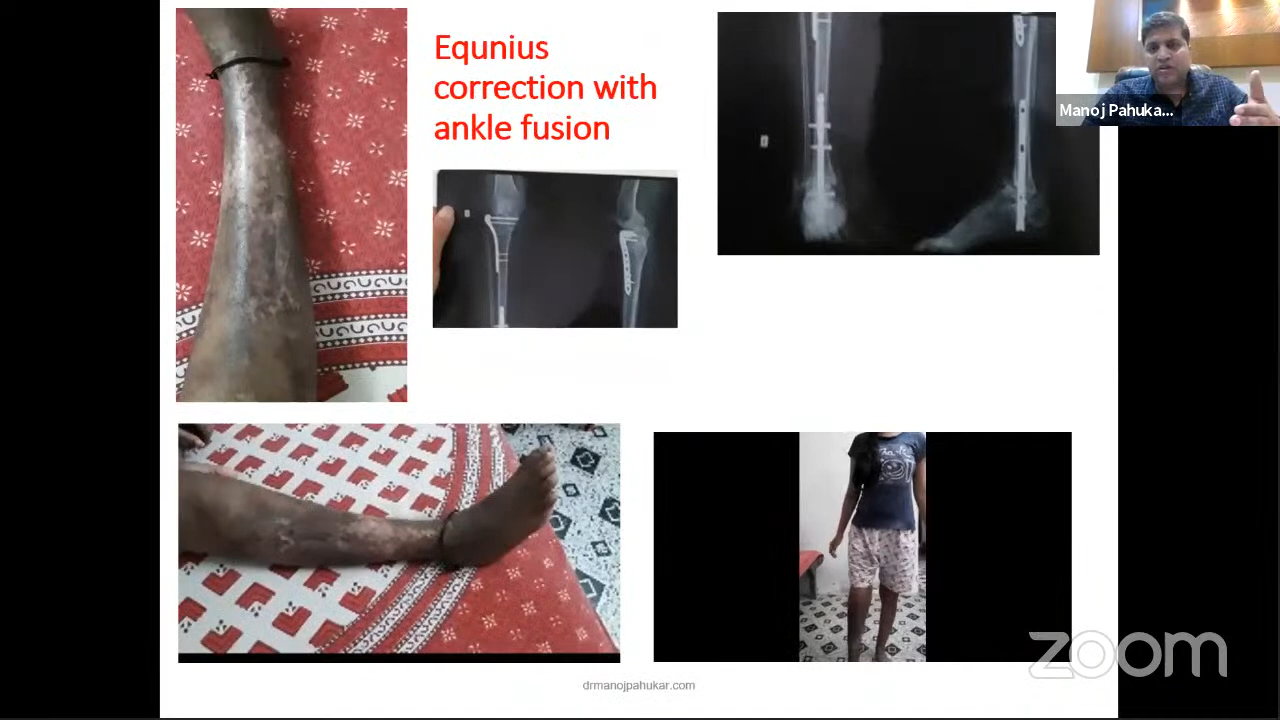 Equnius
correction with
ankle fusion
Manoj Pahuka...
zoom
drmanojpahukar.com